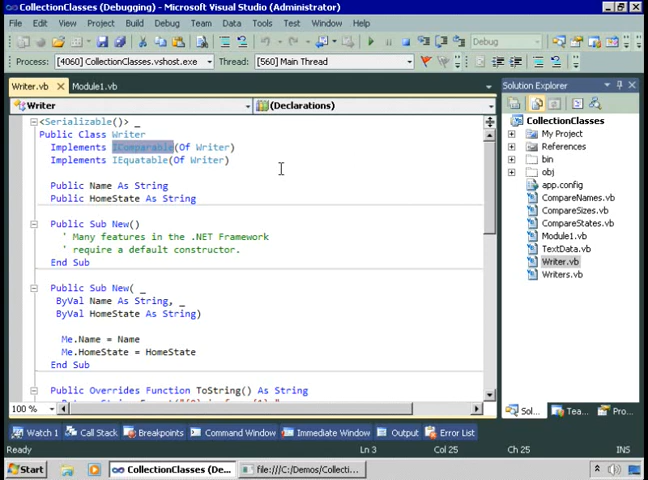 CollectionClasses (Debugging) - Microsoft Visual Studio (Administrator)
File Edit View Project Build Debug Team Data Tools Test Window Help
Debug
Process: [4060] CollectionClasses.vshost.exe Thread: [560] Main Thread
Writer.vb Module1.vb
Writer (Declarations)
<Serializable()> _
Public Class Writer
Implements IComparable(Of Writer)
Implements IEquatable(Of Writer)
Public Name As String
Public HomeState As String
Public Sub New()
' Many features in the .NET Framework
' require a default constructor.
End Sub
Public Sub New( _
ByVal Name As String, _
ByVal HomeState As String)
Me.Name = Name
Me.HomeState = HomeState
End Sub
Public Overrides Function ToString() As String
100 %
Solution Explorer
CollectionClasses
My Project
References
bin
obj
app.config
CompareNames.vb
CompareSizes.vb
CompareStates.vb
Module1.vb
TextData.vb
Writer.vb
Writers.vb
Sol... Tea... Pro...
Watch 1 Call Stack Breakpoints Command Window Immediate Window Output Error List
Ready Ln 3 Col 25 Ch 25 INS
Start CollectionClasses (De... file:///C:/Demos/Collecti...